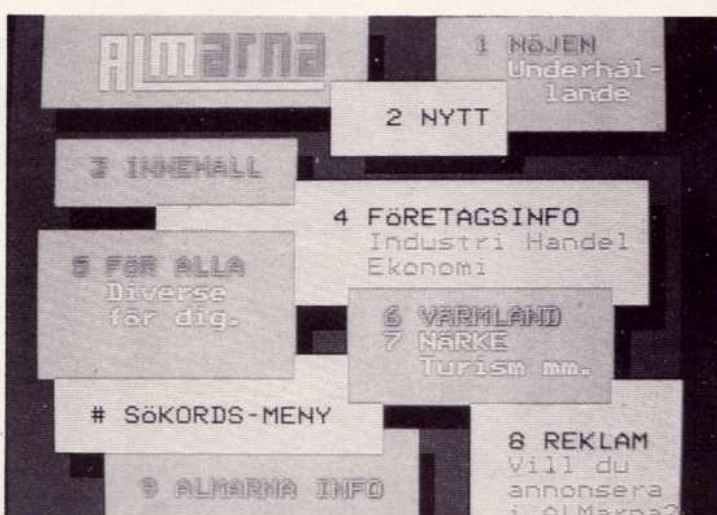 ALMarna
1 NÖJEN
Underhål-
lande
2 NYTT
3 INNEHALL
4 FöRETAGSINFO
Industri Handel
Ekonomi
5 FöR ALLA
Diverse
för dig.
6 VÄRMLAND
7 NÄRKE
Turism mm.
# SöKORDS-MENY
8 REKLAM
Vill du
annonsera
i ALMarna?
9 ALMARNA INFO